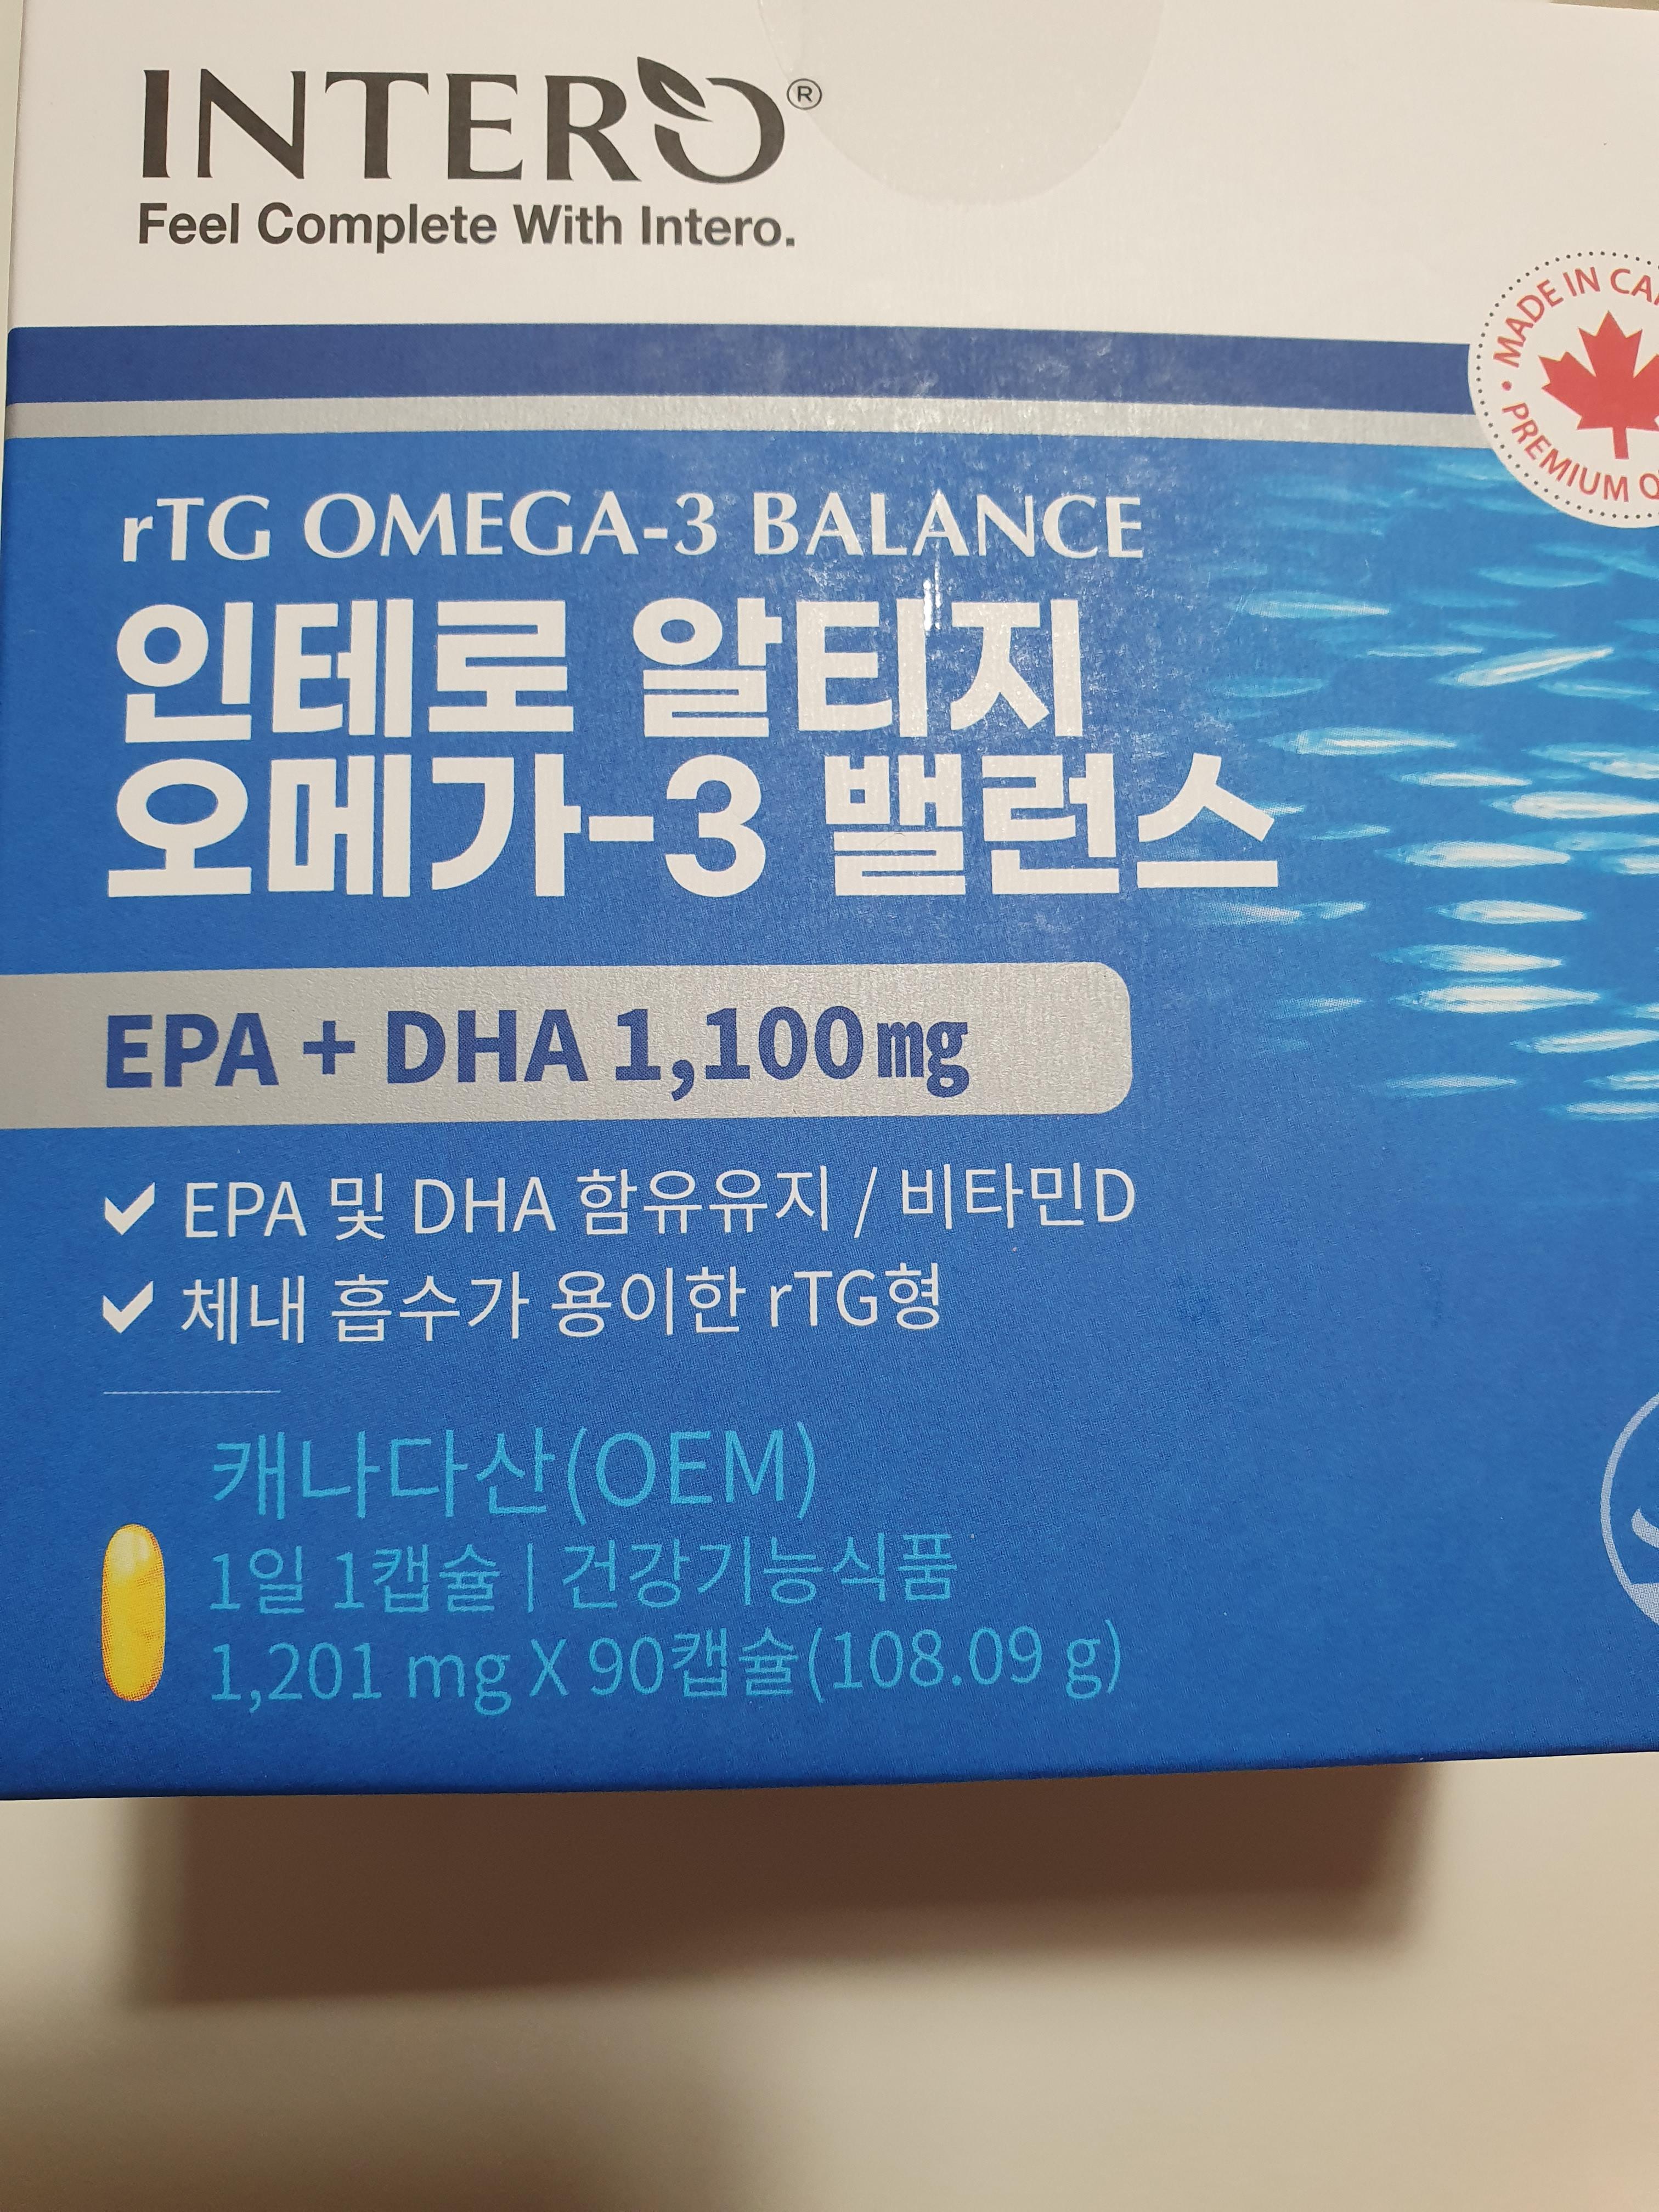 INTERO®
Feel Complete With Intero.
MADE IN
PREMIUM
rTG OMEGA-3 BALANCE
인테로 알티지
오메가-3 밸런스
EPA + DHA 1,100mg
EPA 및 DHA 함유유지 / 비타민D
체내 흡수가 용이한 rTG형
캐나다산(OEM)
1일 1캡슐 | 건강기능식품
1,201 mg X 90캡슐(108.09 g)